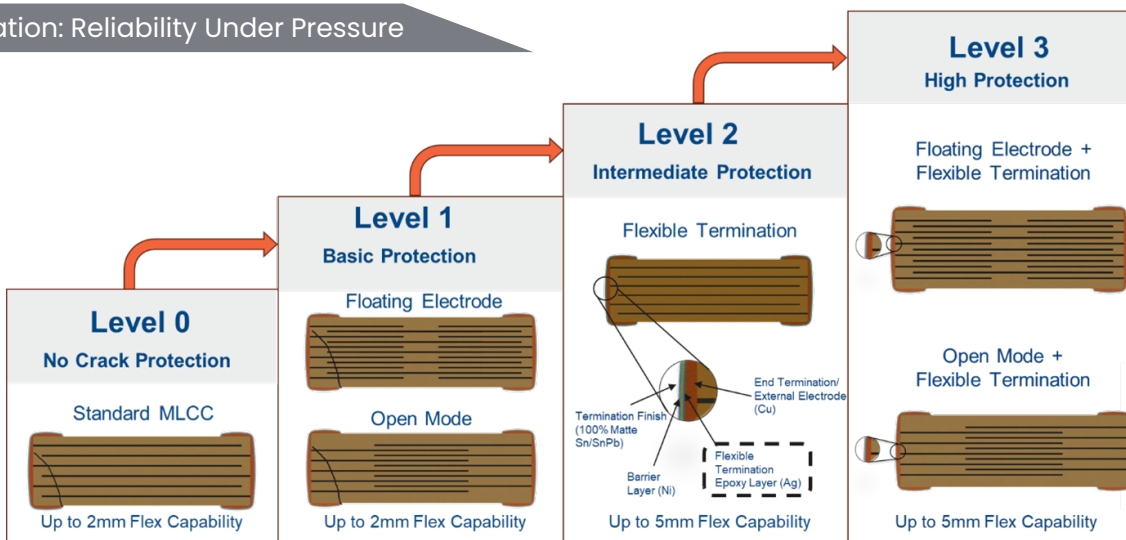 ation: Reliability Under Pressure
Level 0
No Crack Protection
Standard MLCC
Up to 2mm Flex Capability
Level 1
Basic Protection
Floating Electrode
Open Mode
Up to 2mm Flex Capability
Level 2
Intermediate Protection
Flexible Termination
End Termination/
External Electrode
(Cu)
Termination Finish
(100% Matte
Sn/SnPb)
Barrier
Layer (Ni)
Flexible
Termination
Epoxy Layer (Ag)
Up to 5mm Flex Capability
Level 3
High Protection
Floating Electrode +
Flexible Termination
Open Mode +
Flexible Termination
Up to 5mm Flex Capability